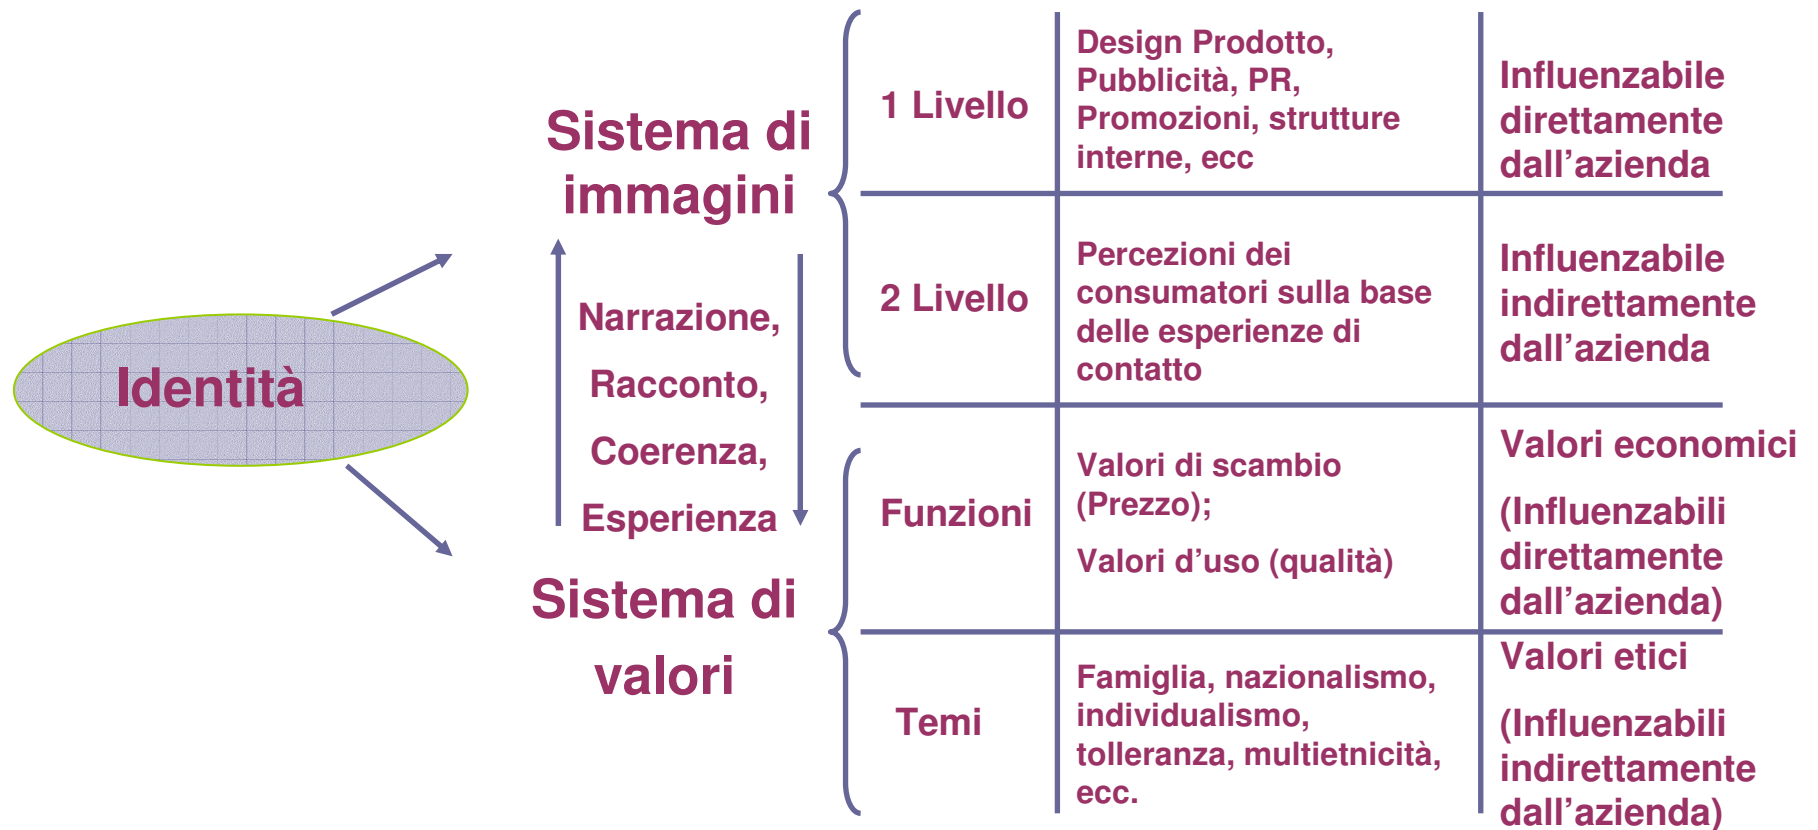 Identità
Sistema di
immagini
Narrazione,
Racconto,
Coerenza,
Esperienza
Sistema di
valori
1 Livello
Design Prodotto,
Pubblicità, PR,
Promozioni, strutture
interne, ecc
Influenzabile
direttamente
dall’azienda
2 Livello
Percezioni dei
consumatori sulla base
delle esperienze di
contatto
Influenzabile
indirettamente
dall’azienda
Funzioni
Valori di scambio
(Prezzo);
Valori d’uso (qualità)
Valori economici
(Influenzabili
direttamente
dall’azienda)
Temi
Famiglia, nazionalismo,
individualismo,
tolleranza, multietnicità,
ecc.
Valori etici
(Influenzabili
indirettamente
dall’azienda)